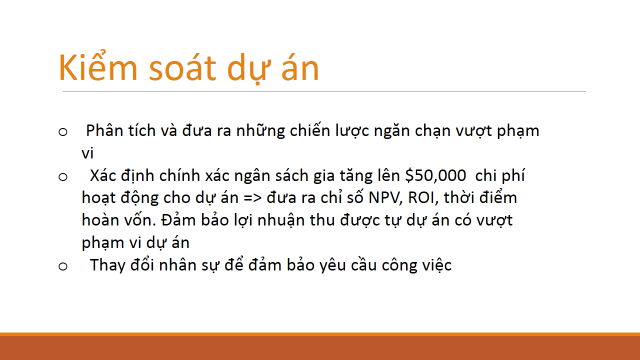 Kiểm soát dự án
o Phân tích và đưa ra những chiến lược ngăn chạn vượt phạm
vi
o Xác định chính xác ngân sách gia tăng lên $50,000 chi phí
hoạt động cho dự án => đưa ra chỉ số NPV, ROI, thời điểm
hoàn vốn. Đảm bảo lợi nhuận thu được tự dự án có vượt
phạm vi dự án
o Thay đổi nhân sự để đảm bảo yêu cầu công việc